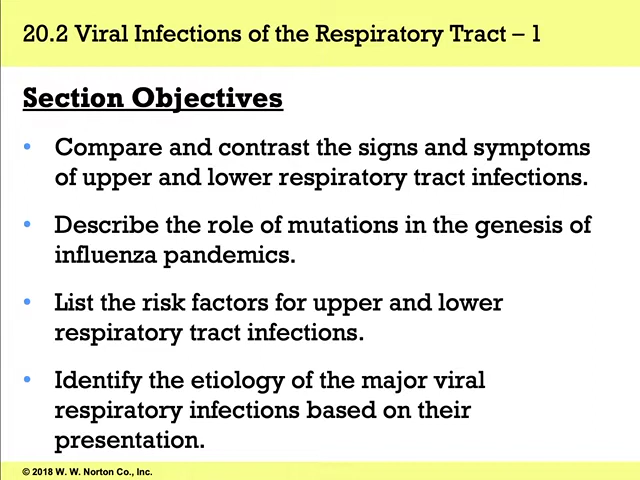 20.2 Viral Infections of the Respiratory Tract – 1
Section Objectives
• Compare and contrast the signs and symptoms
of upper and lower respiratory tract infections.
• Describe the role of mutations in the genesis of
influenza pandemics.
• List the risk factors for upper and lower
respiratory tract infections.
• Identify the etiology of the major viral
respiratory infections based on their
presentation.
© 2018 W. W. Norton Co., Inc.